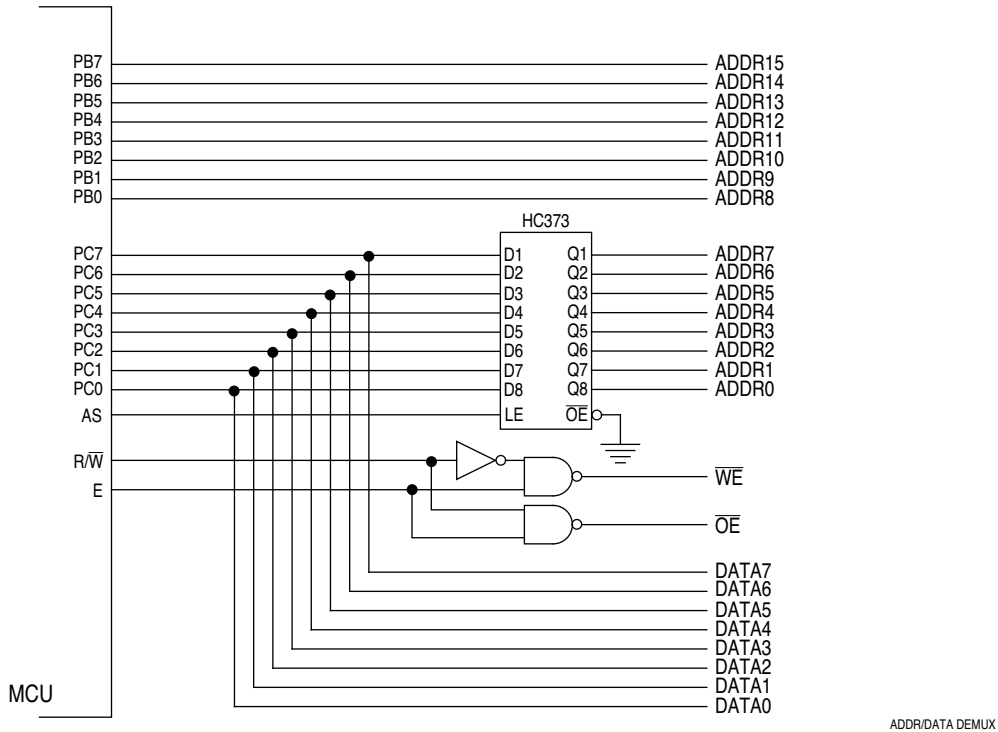 PB7 ADDR15
PB6 ADDR14
PB5 ADDR13
PB4 ADDR12
PB3 ADDR11
PB2 ADDR10
PB1 ADDR9
PB0 ADDR8
HC373
PC7 D1 Q1 ADDR7
PC6 D2 Q2 ADDR6
PC5 D3 Q3 ADDR5
PC4 D4 Q4 ADDR4
PC3 D5 Q5 ADDR3
PC2 D6 Q6 ADDR2
PC1 D7 Q7 ADDR1
PC0 D8 Q8 ADDR0
AS LE O̅E̅
R/W̅
W̅E̅
E
O̅E̅
DATA7
DATA6
DATA5
DATA4
DATA3
DATA2
DATA1
MCU
DATA0
ADDR/DATA DEMUX